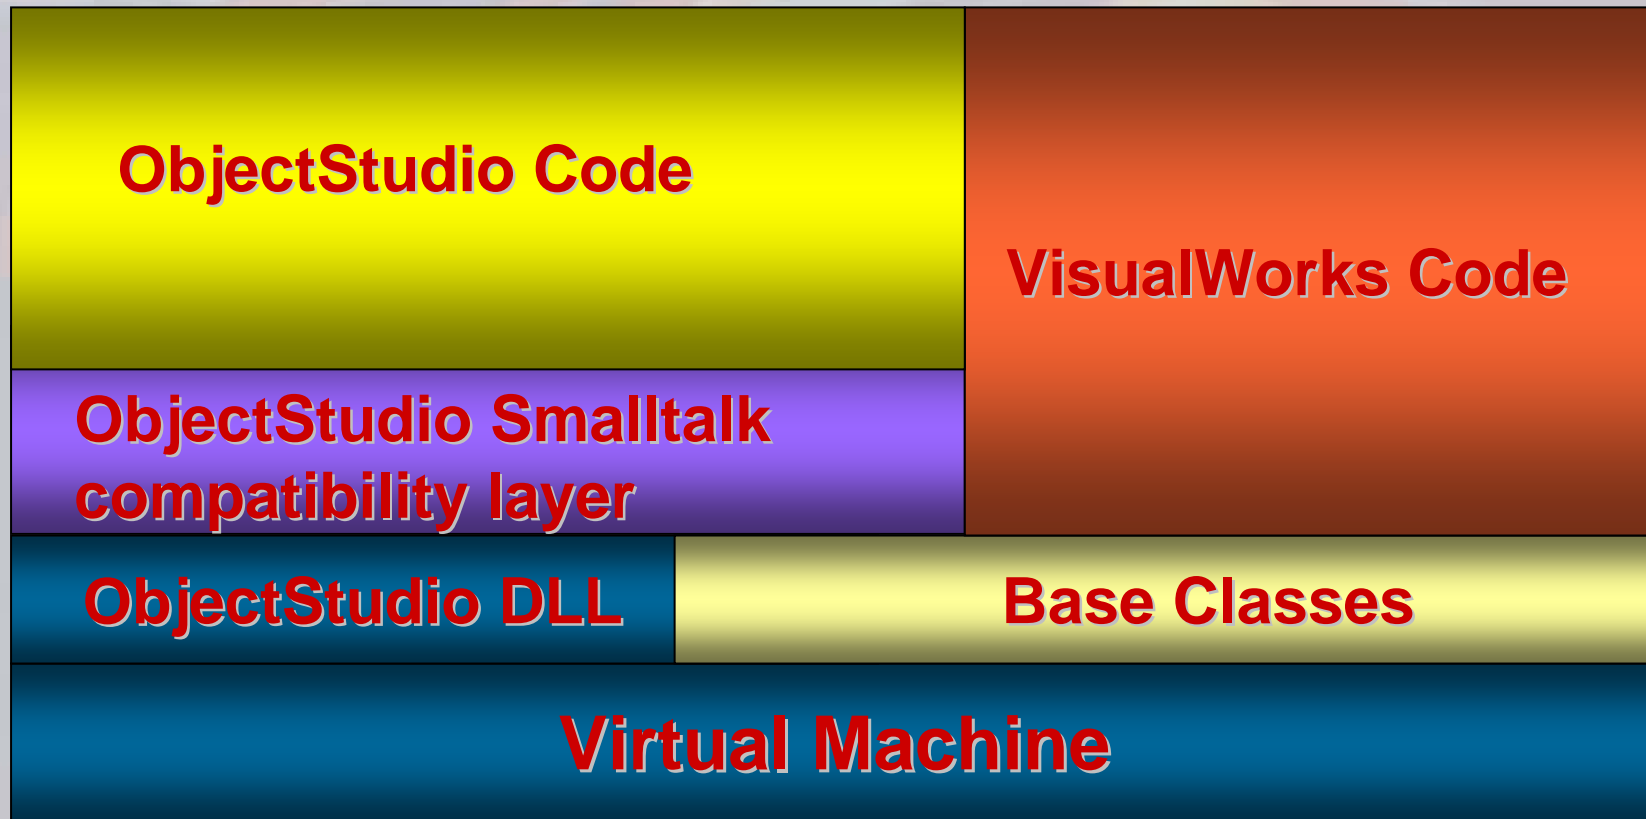 ObjectStudio Code
VisualWorks Code
ObjectStudio Smalltalk
compatibility layer
ObjectStudio DLL
Base Classes
Virtual Machine